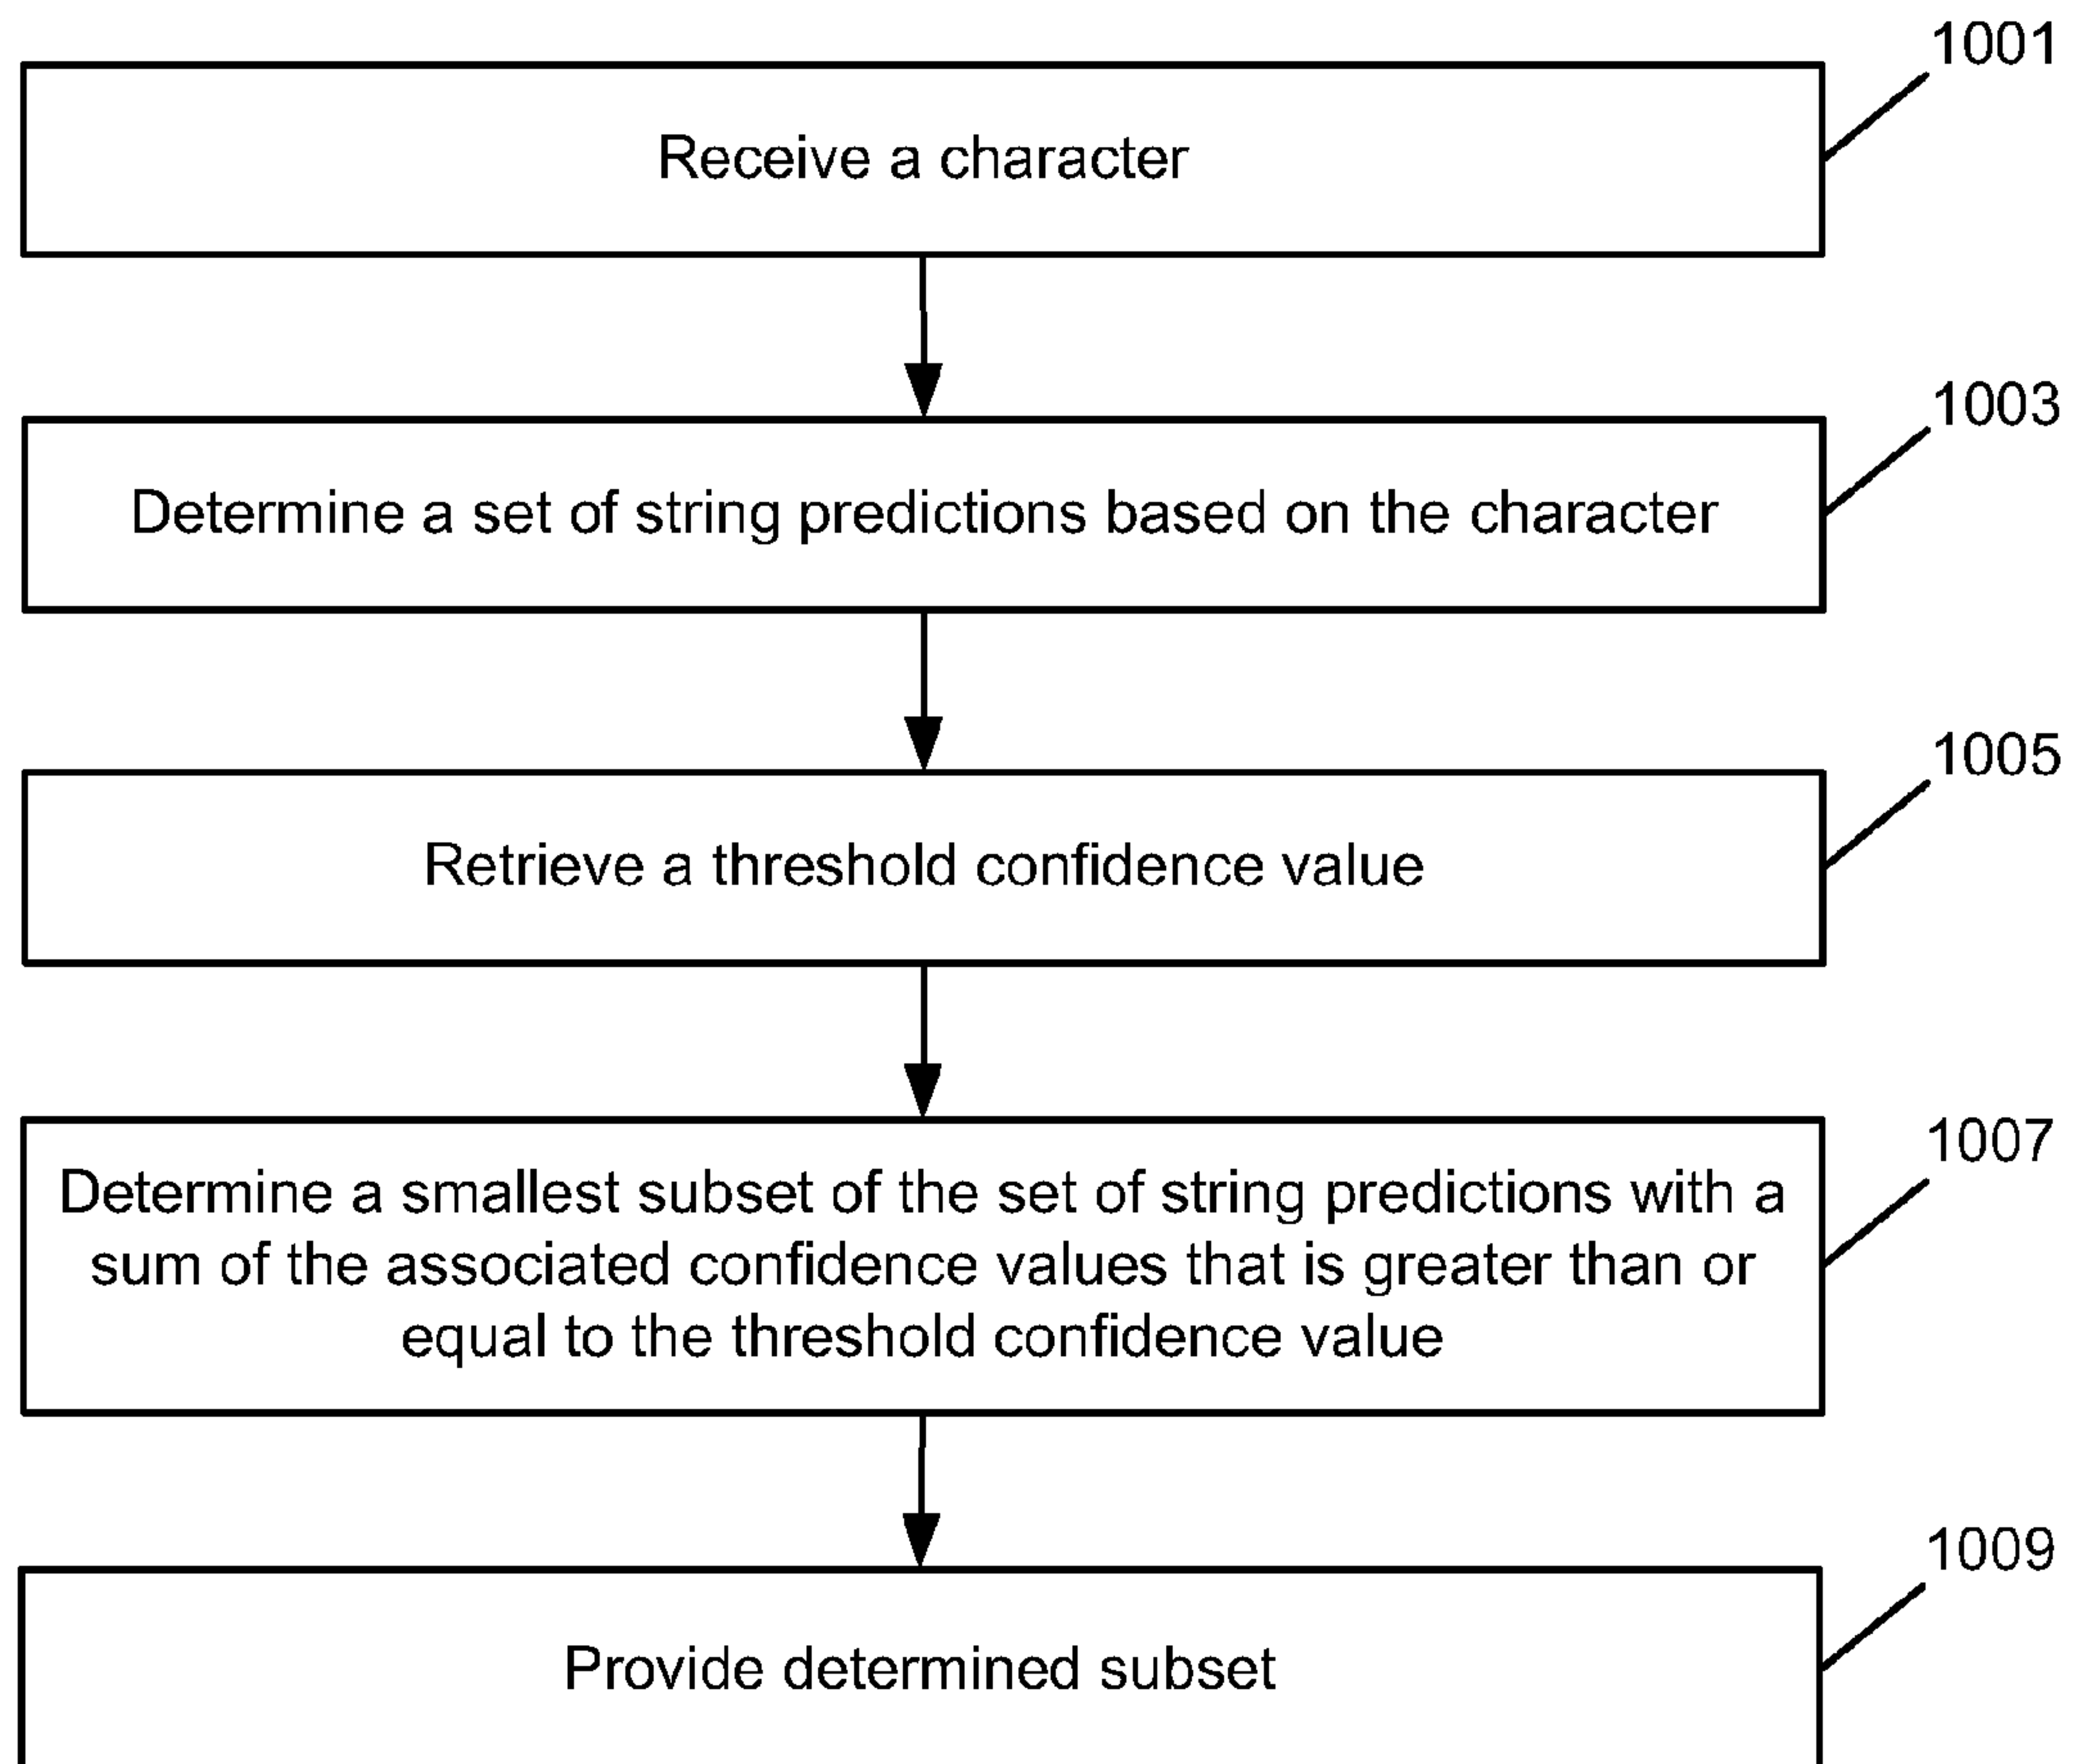 1001
Receive a character
1003
Determine a set of string predictions based on the character
1005
Retrieve a threshold confidence value
1007
Determine a smallest subset of the set of string predictions with a
sum of the associated confidence values that is greater than or
equal to the threshold confidence value
1009
Provide determined subset